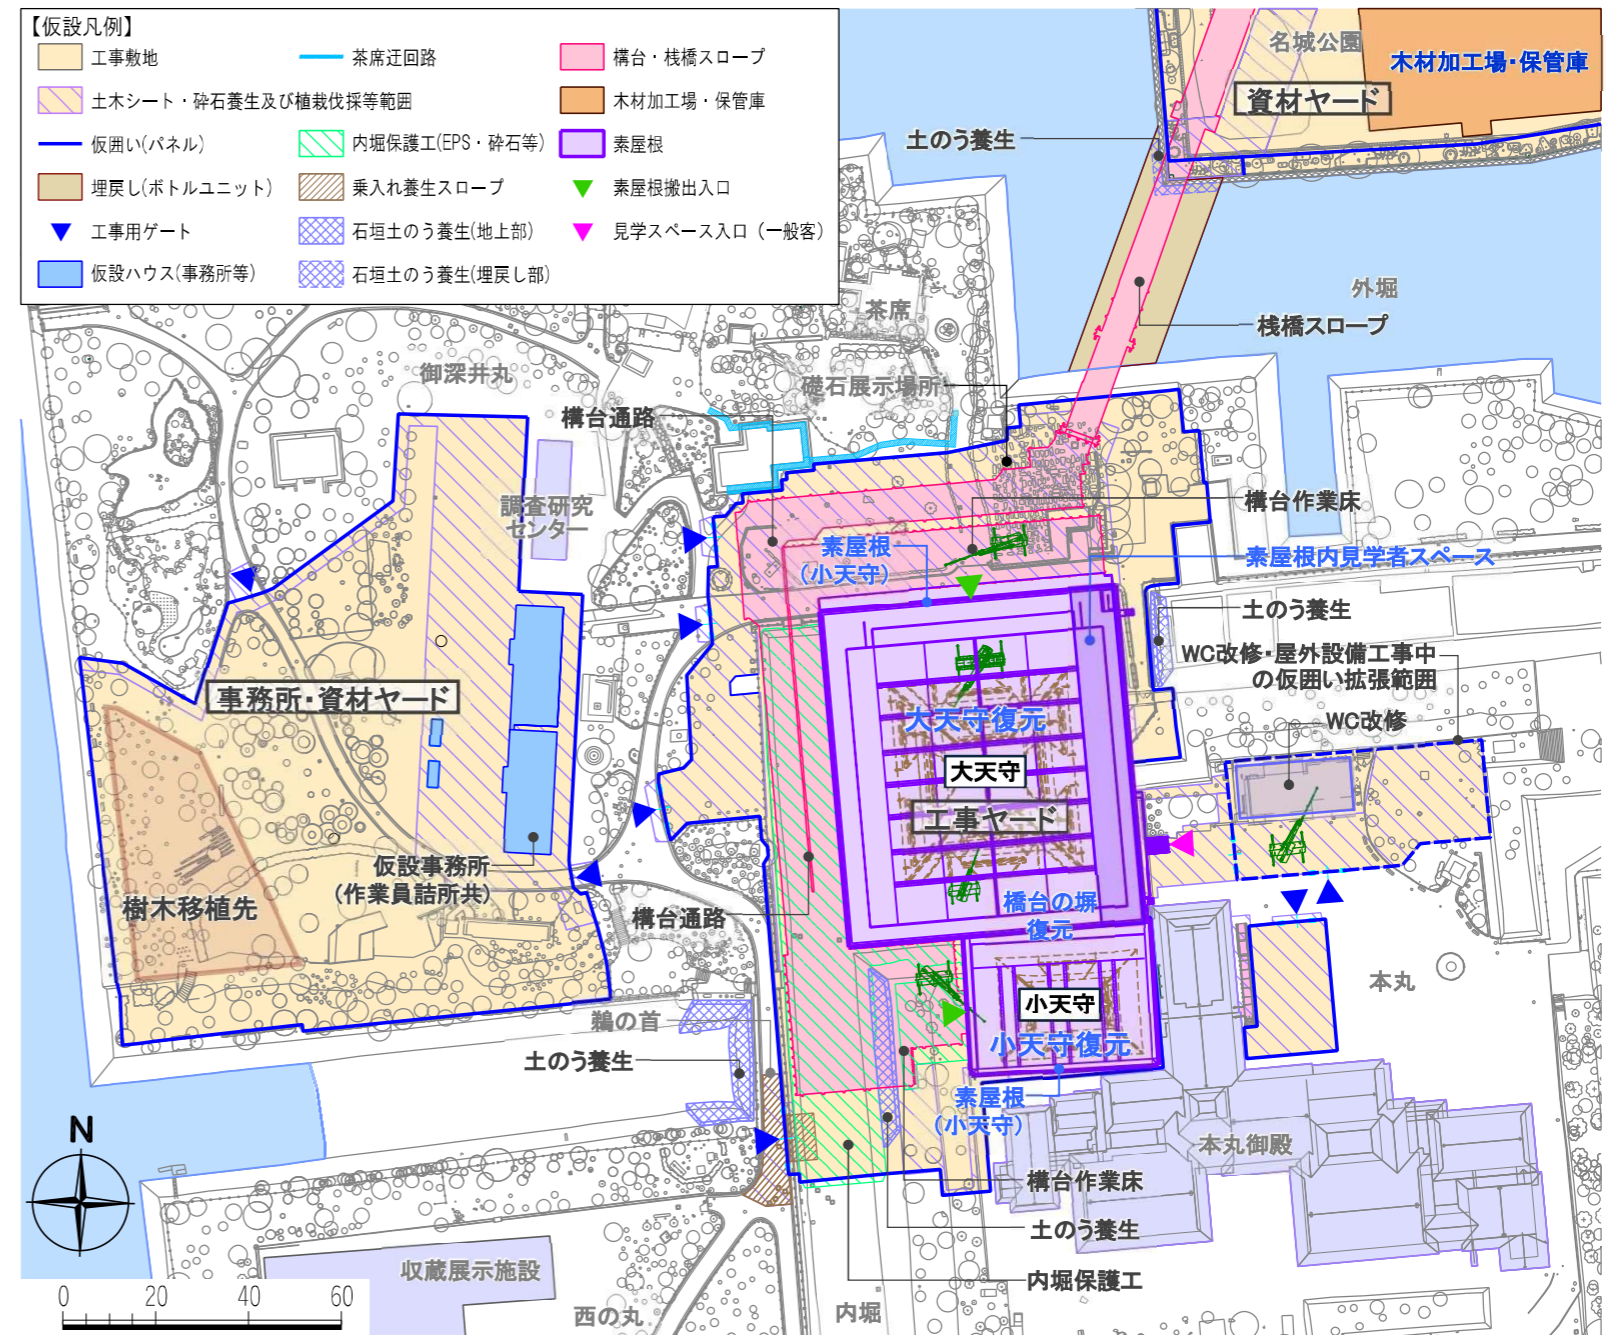 【仮設凡例】
工事敷地
茶席迂回路
構台・桟橋スロープ
土木シート・砕石養生及び植栽伐採等範囲
木材加工場・保管庫
仮囲い(パネル)
内堀保護工(EPS・砕石等)
素屋根
埋戻し(ボトルユニット)
乗入れ養生スロープ
素屋根搬出入口
工事用ゲート
石垣土のう養生(地上部)
見学スペース入口（一般客）
仮設ハウス(事務所等)
石垣土のう養生(埋戻し部)
名城公園
木材加工場・保管庫
資材ヤード
土のう養生
外堀
桟橋スロープ
茶席
礎石展示場所
御深井丸
構台通路
調査研究
センター
構台作業床
素屋根
(小天守)
素屋根内見学者スペース
土のう養生
WC改修・屋外設備工事中
の仮囲い拡張範囲
WC改修
事務所・資材ヤード
大天守復元
大天守
工事ヤード
仮設事務所
(作業員詰所共)
樹木移植先
構台通路
橋台の塀
復元
本丸
小天守
小天守復元
鵜の首
土のう養生
素屋根
(小天守)
本丸御殿
構台作業床
土のう養生
内堀保護工
N
収蔵展示施設
西の丸
内堀
0 20 40 60